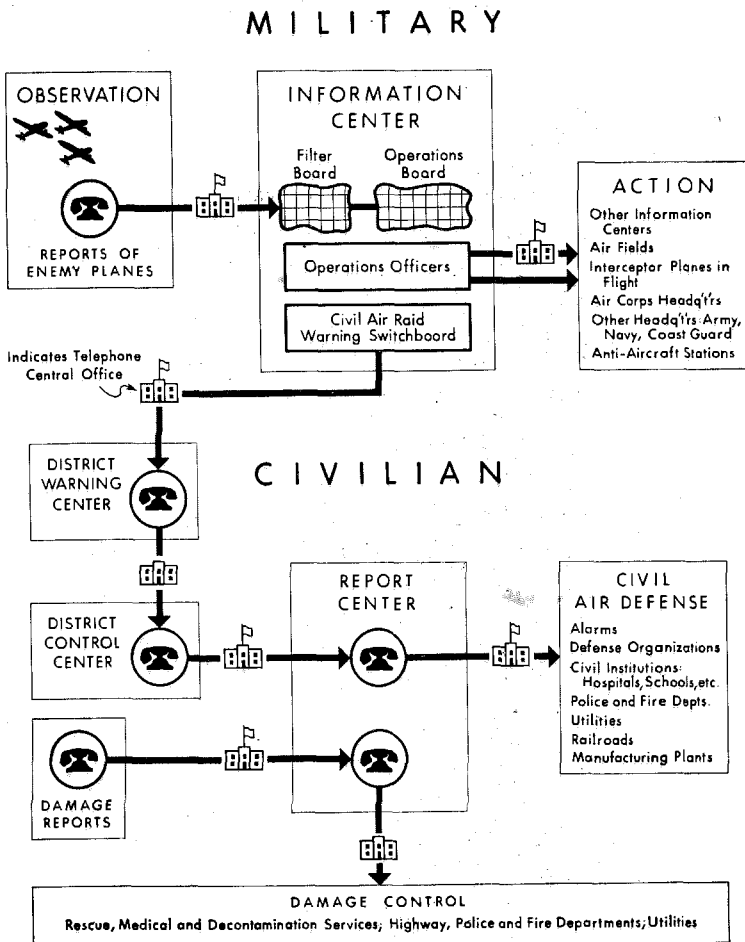 MILITARY
OBSERVATION
REPORTS OF
ENEMY PLANES
INFORMATION
CENTER
Filter
Board
Operations
Board
Operations Officers
Civil Air Raid
Warning Switchboard
ACTION
Other Information
Centers
Air Fields
Interceptor Planes in
Flight
Air Corps Headq't'rs
Other Headq't'rs: Army,
Navy, Coast Guard
Anti-Aircraft Stations
Indicates Telephone
Central Office
CIVILIAN
DISTRICT
WARNING
CENTER
DISTRICT
CONTROL
CENTER
REPORT
CENTER
CIVIL
AIR DEFENSE
Alarms
Defense Organizations
Civil Institutions:
Hospitals, Schools, etc.
Police and Fire Depts.
Utilities
Railroads
Manufacturing Plants
DAMAGE
REPORTS
DAMAGE CONTROL
Rescue, Medical and Decontamination Services; Highway, Police and Fire Departments; Utilities